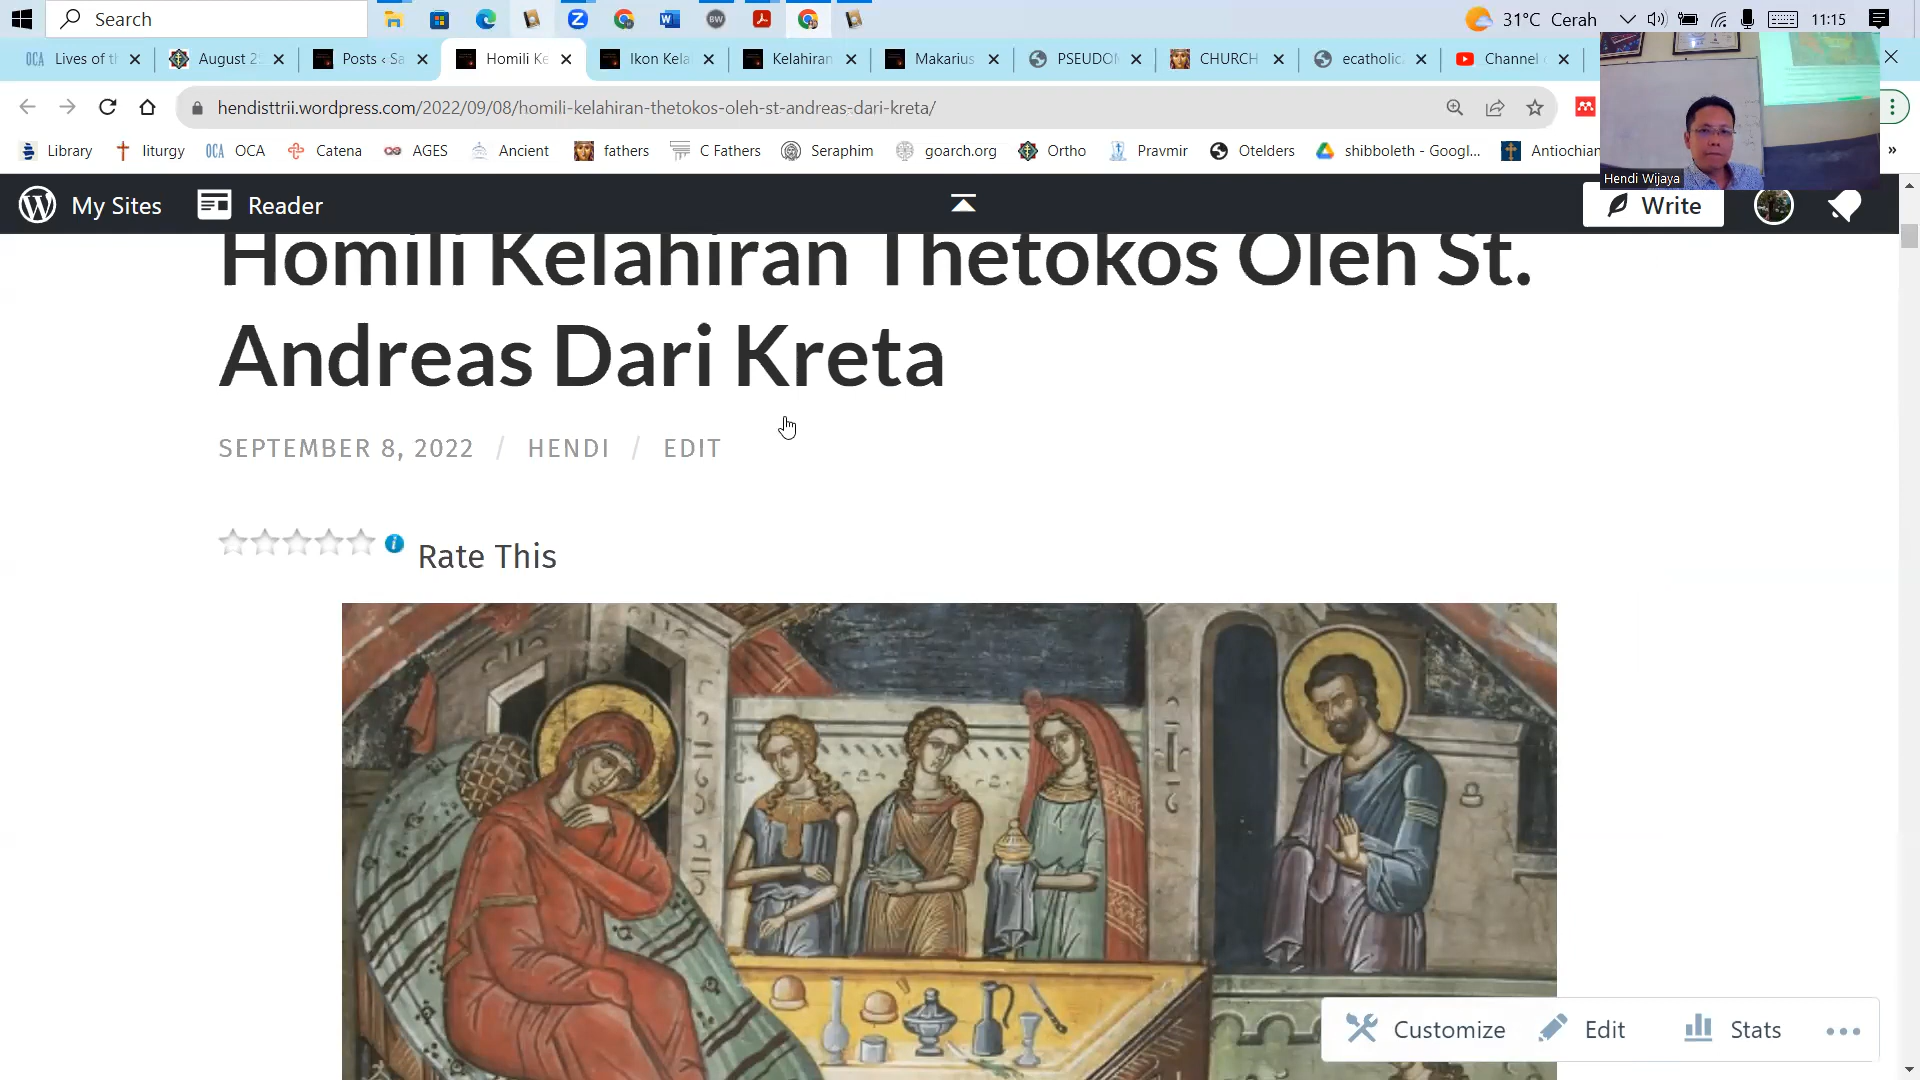 Search
31°C Cerah
11:15
OCA Lives of t
August 2
Posts ‹ Sa
Homili Ke
Ikon Kela
Kelahiran
Makarius
PSEUDO
CHURCH
ecatholic
Channel
hendisttrii.wordpress.com/2022/09/08/homili-kelahiran-thetokos-oleh-st-andreas-dari-kreta/
Library
liturgy
OCA OCA
Catena
AGES
Ancient
fathers
C Fathers
Seraphim
goarch.org
Ortho
Pravmir
Otelders
shibboleth - Googl...
Antiochian
»
Hendi Wijaya
My Sites
Reader
Write
Homili Kelahiran Thetokos Oleh St.
Andreas Dari Kreta
SEPTEMBER 8, 2022 / HENDI / EDIT
Rate This
Customize
Edit
Stats